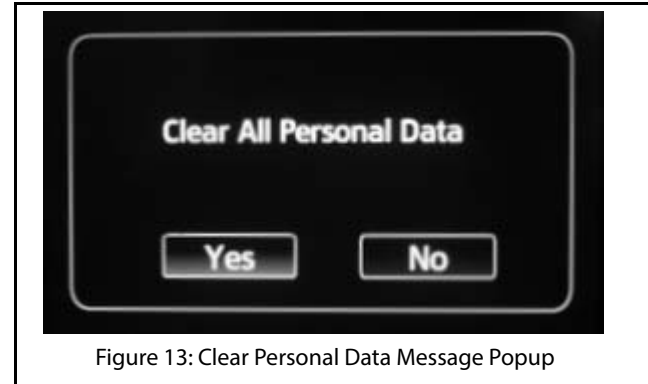 Clear All Personal Data
Yes No
Figure 13: Clear Personal Data Message Popup